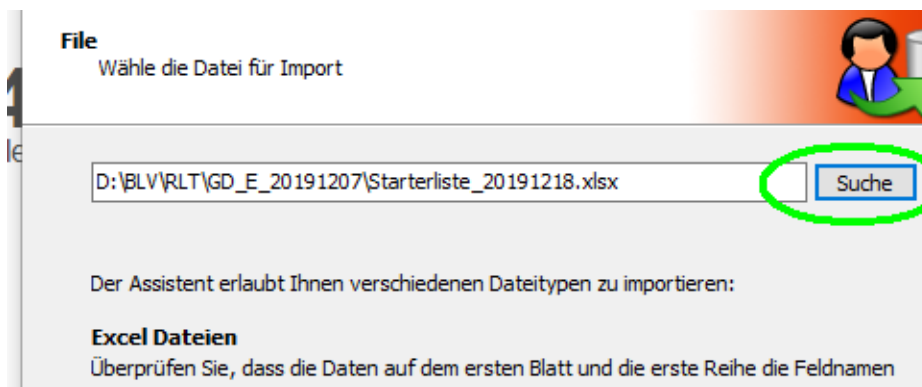 File
Wähle die Datei für Import
D:\BLV\RLT\GD_E_20191207\Starterliste_20191218.xlsx Suche
Der Assistent erlaubt Ihnen verschiedenen Dateitypen zu importieren:
Excel Dateien
Überprüfen Sie, dass die Daten auf dem ersten Blatt und die erste Reihe die Feldnamen